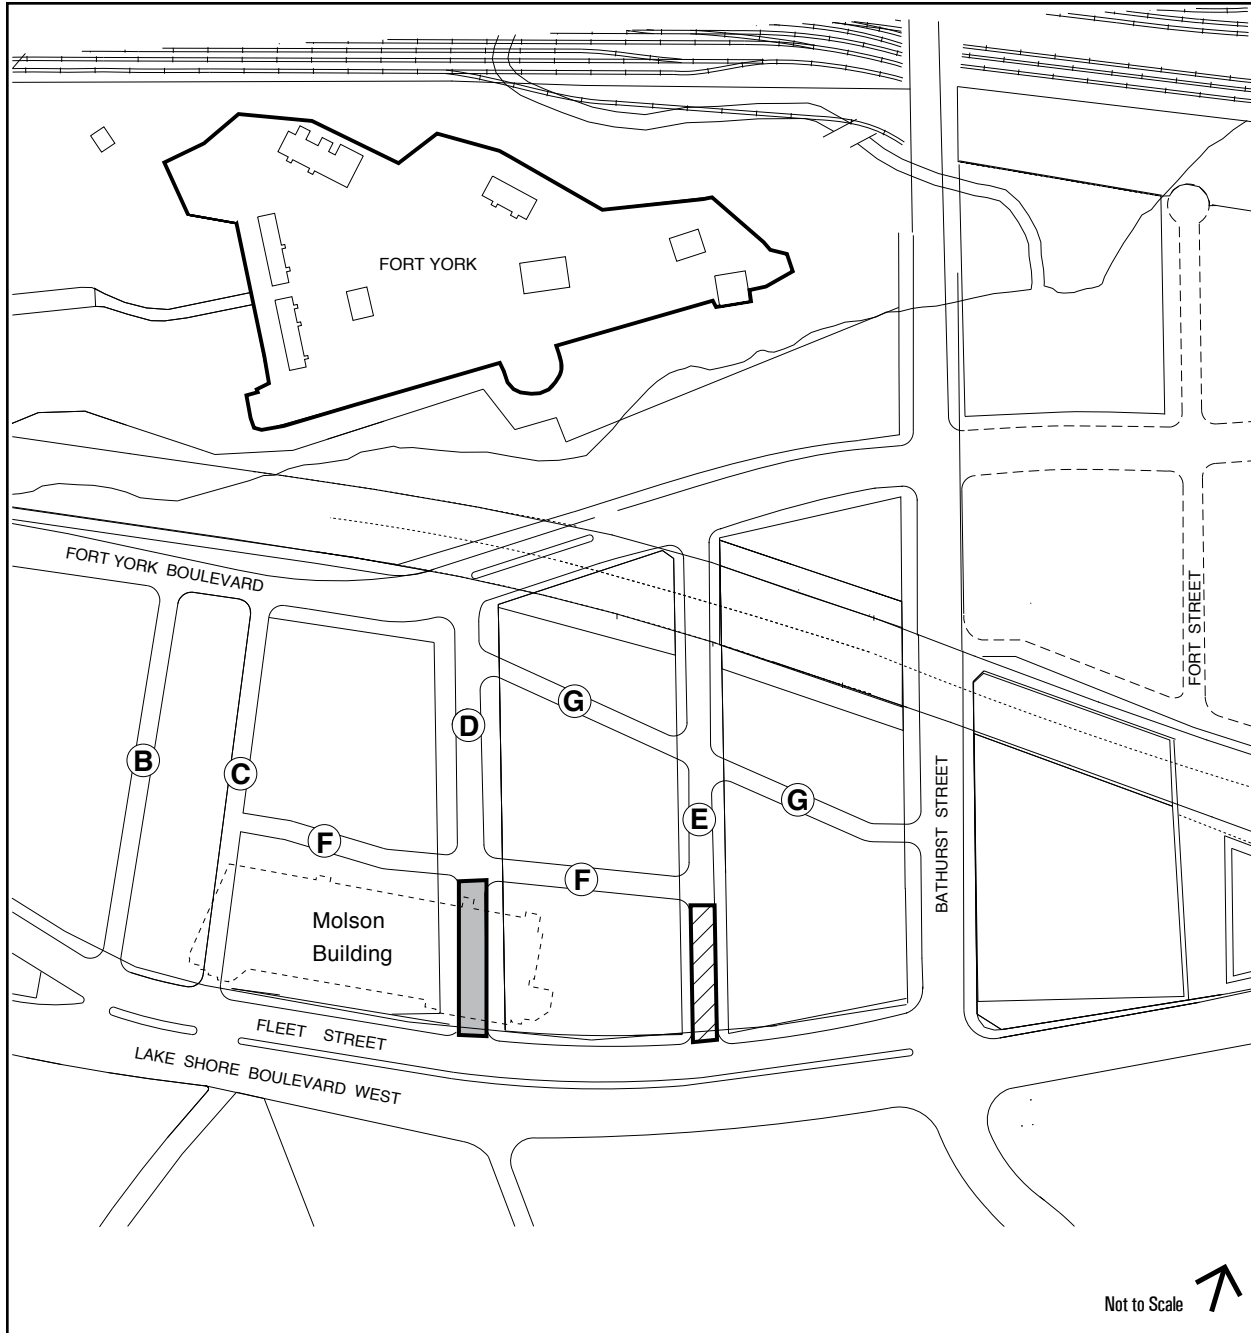 FORT YORK
FORT YORK BOULEVARD
FORT STREET
G
D
B
C
G
E
BATHURST STREET
F
F
Molson
Building
FLEET STREET
LAKE SHORE BOULEVARD WEST
Not to Scale